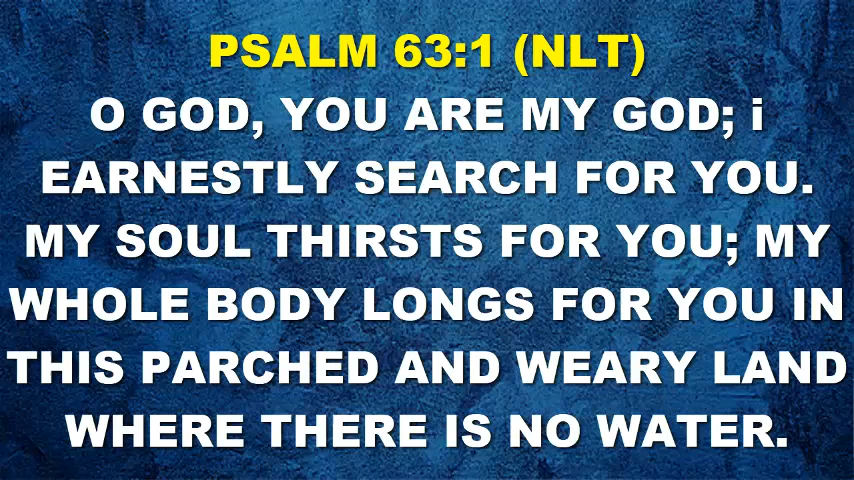 PSALM 63:1 (NLT)
O GOD, YOU ARE MY GOD; i
EARNESTLY SEARCH FOR YOU.
MY SOUL THIRSTS FOR YOU; MY
WHOLE BODY LONGS FOR YOU IN
THIS PARCHED AND WEARY LAND
WHERE THERE IS NO WATER.